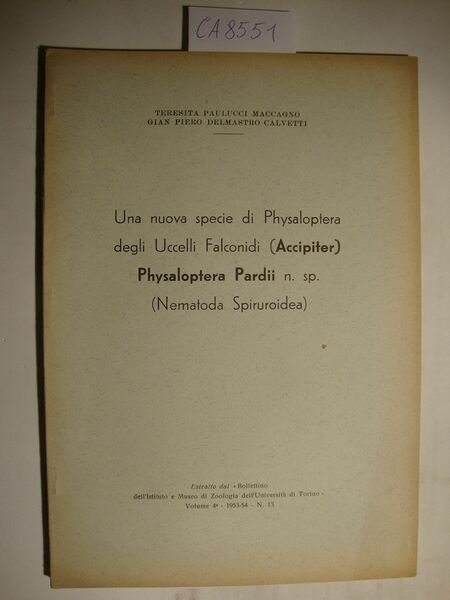 CA8551
TERESITA PAULUCCI MACCAGNO
GIAN PIERO DELMASTRO CALVETTI
Una nuova specie di Physaloptera
degli Uccelli Falconidi (Accipiter)
Physaloptera Pardii n. sp.
(Nematoda Spiruroidea)
Estratto dal «Bollettino
dell'Istituto e Museo di Zoologia dell'Università di Torino»
Volume 4º - 1953-54 - N. 13